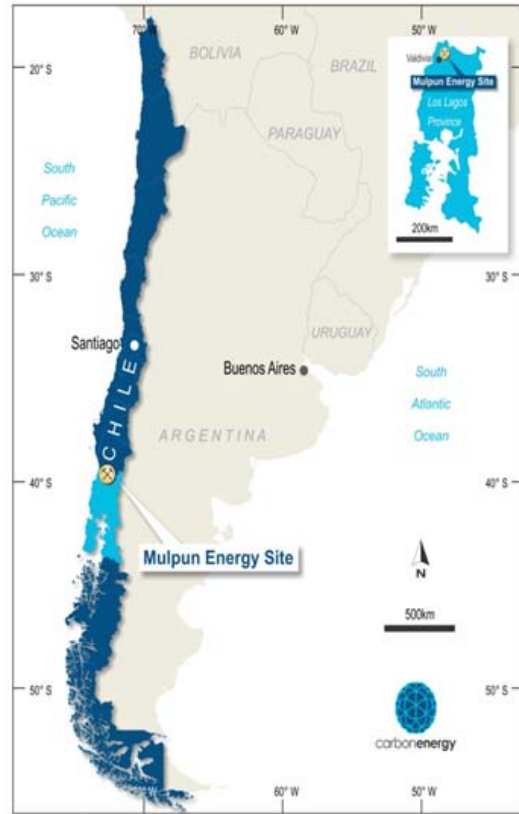 70° W
60° W
50° W
BOLIVIA
BRAZIL
Valdivia
Mulpun Energy Site
Los Lagos
Province
200km
20° S
PARAGUAY
South
Pacific
Ocean
30° S
30° S
URUGUAY
Santiago
Buenos Aires
CHILE
South
Atlantic
Ocean
ARGENTINA
40° S
40° S
Mulpun Energy Site
N
500km
50° S
50° S
carbonenergy
70° W
60° W
50° W